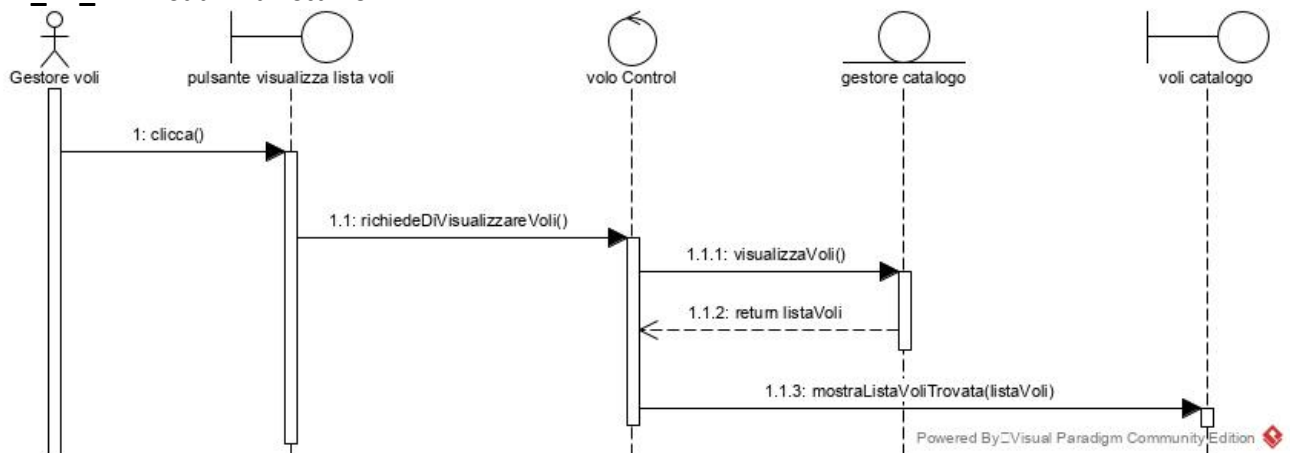 Gestore voli
pulsante visualizza lista voli
volo Control
gestore catalogo
voli catalogo
1: clicca()
1.1: richiedeDiVisualizzareVoli()
1.1.1: visualizzaVoli()
1.1.2: return listaVoli
1.1.3: mostraListaVoliTrovata(listaVoli)
Powered By Visual Paradigm Community Edition